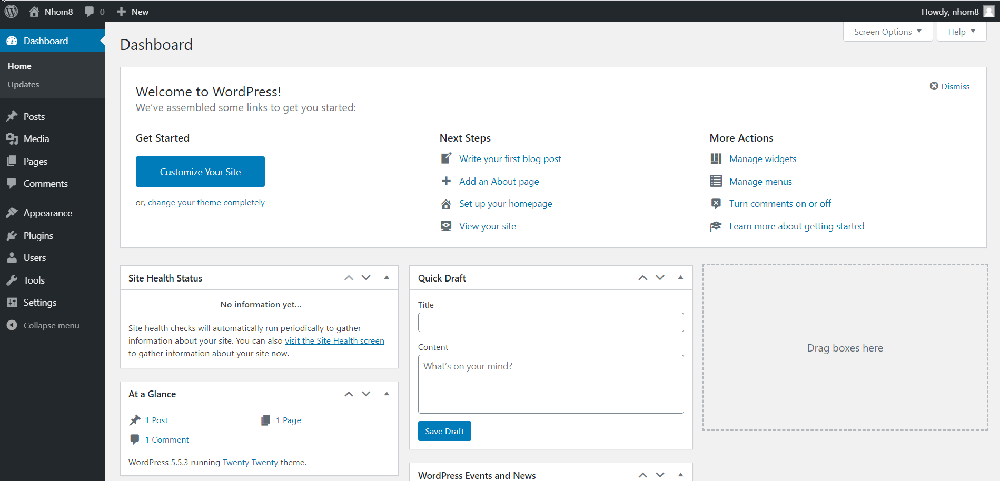 Nhom8
0
New
Howdy, nhom8
Dashboard
Home
Updates
Posts
Media
Pages
Comments
Appearance
Plugins
Users
Tools
Settings
Collapse menu
Screen Options
Help
Dashboard
Welcome to WordPress!
We’ve assembled some links to get you started:
Dismiss
Get Started
Customize Your Site
or, change your theme completely
Next Steps
Write your first blog post
Add an About page
Set up your homepage
View your site
More Actions
Manage widgets
Manage menus
Turn comments on or off
Learn more about getting started
Site Health Status
No information yet...
Site health checks will automatically run periodically to gather
information about your site. You can also visit the Site Health screen
to gather information about your site now.
At a Glance
1 Post
1 Page
1 Comment
WordPress 5.5.3 running Twenty Twenty theme.
Quick Draft
Title
Content
What’s on your mind?
Save Draft
WordPress Events and News
Drag boxes here